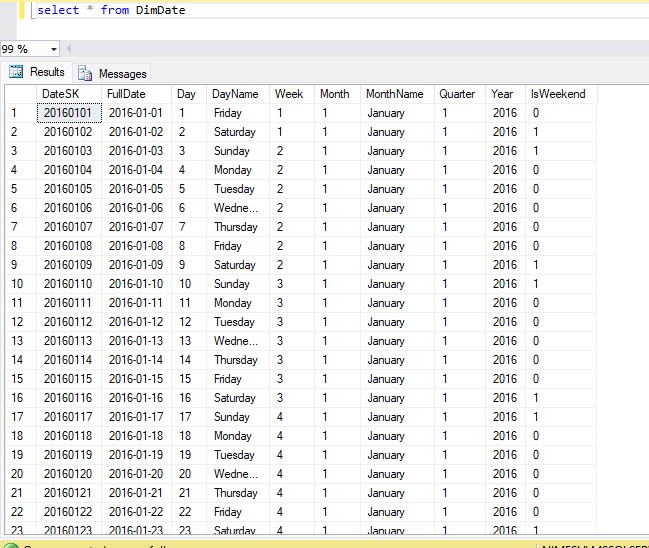 select * from DimDate
99 %
Results Messages
DateSK FullDate Day DayName Week Month MonthName Quarter Year IsWeekend
1 20160101 2016-01-01 1 Friday 1 1 January 1 2016 0
2 20160102 2016-01-02 2 Saturday 1 1 January 1 2016 1
3 20160103 2016-01-03 3 Sunday 2 1 January 1 2016 1
4 20160104 2016-01-04 4 Monday 2 1 January 1 2016 0
5 20160105 2016-01-05 5 Tuesday 2 1 January 1 2016 0
6 20160106 2016-01-06 6 Wedne... 2 1 January 1 2016 0
7 20160107 2016-01-07 7 Thursday 2 1 January 1 2016 0
8 20160108 2016-01-08 8 Friday 2 1 January 1 2016 0
9 20160109 2016-01-09 9 Saturday 2 1 January 1 2016 1
10 20160110 2016-01-10 10 Sunday 3 1 January 1 2016 1
11 20160111 2016-01-11 11 Monday 3 1 January 1 2016 0
12 20160112 2016-01-12 12 Tuesday 3 1 January 1 2016 0
13 20160113 2016-01-13 13 Wedne... 3 1 January 1 2016 0
14 20160114 2016-01-14 14 Thursday 3 1 January 1 2016 0
15 20160115 2016-01-15 15 Friday 3 1 January 1 2016 0
16 20160116 2016-01-16 16 Saturday 3 1 January 1 2016 1
17 20160117 2016-01-17 17 Sunday 4 1 January 1 2016 1
18 20160118 2016-01-18 18 Monday 4 1 January 1 2016 0
19 20160119 2016-01-19 19 Tuesday 4 1 January 1 2016 0
20 20160120 2016-01-20 20 Wedne... 4 1 January 1 2016 0
21 20160121 2016-01-21 21 Thursday 4 1 January 1 2016 0
22 20160122 2016-01-22 22 Friday 4 1 January 1 2016 0
23 20160123 2016-01-23 23 Saturday 4 1 January 1 2016 1